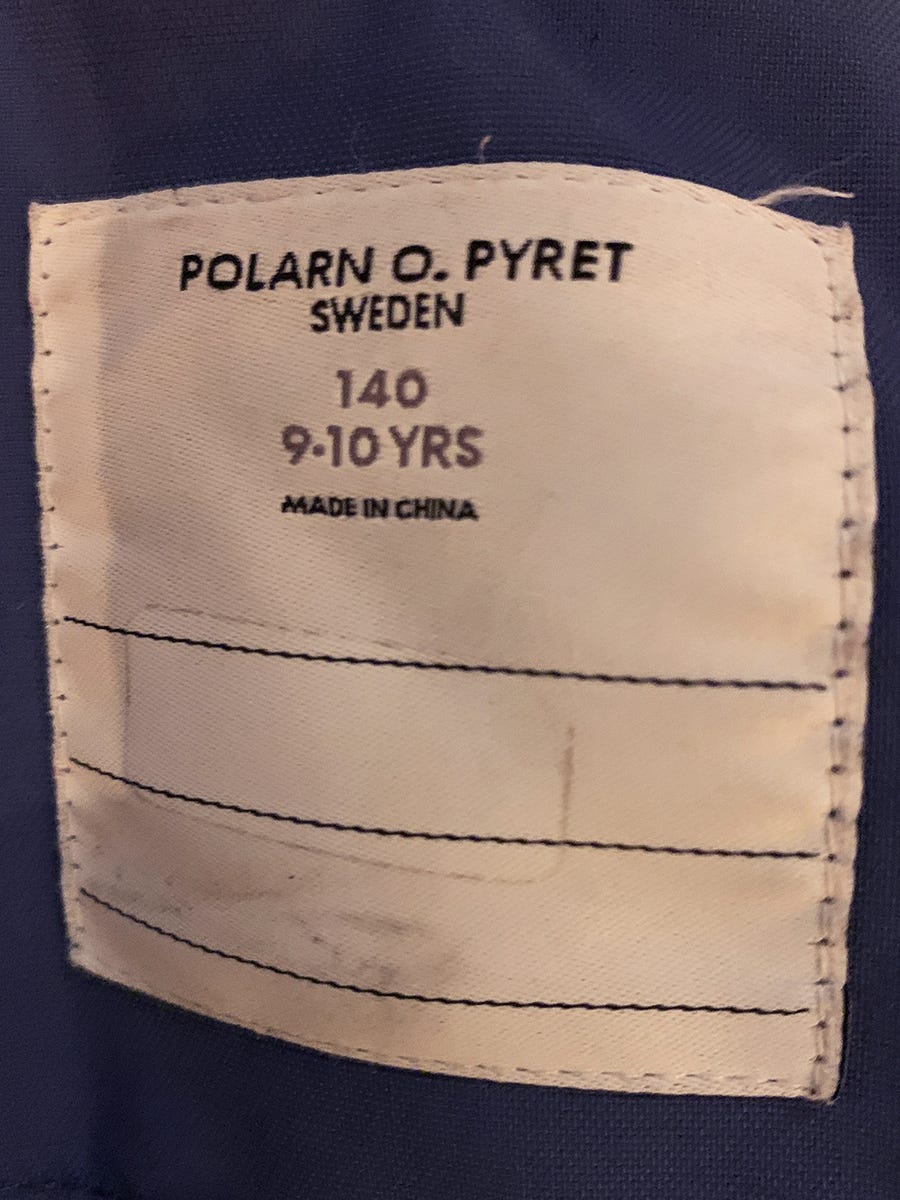 POLARN O. PYRET
SWEDEN
140
9-10 YRS
MADE IN CHINA